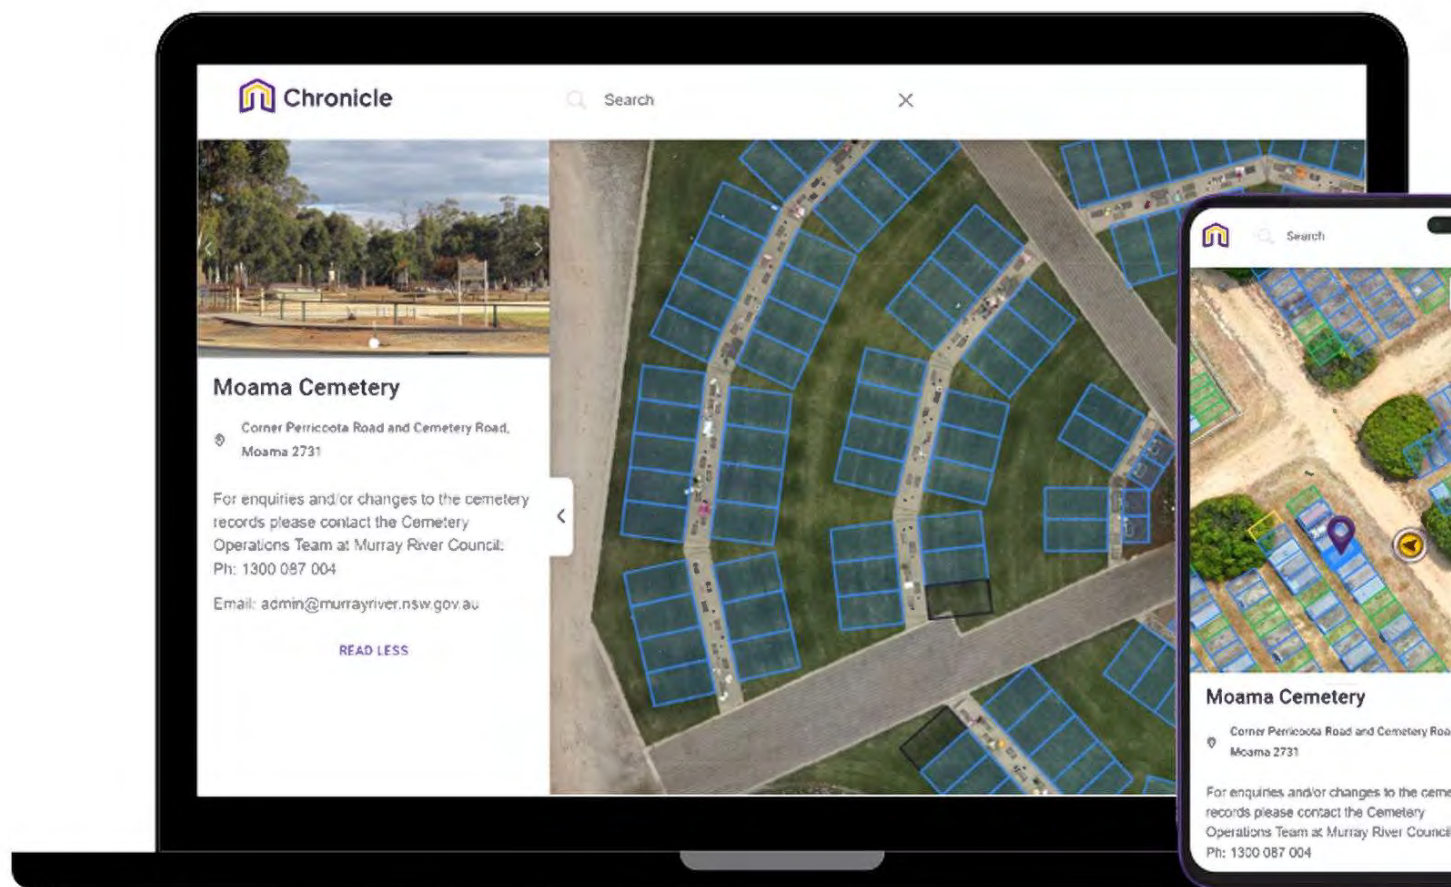 Chronicle
Search
Moama Cemetery
Corner Perricoota Road and Cemetery Road,
Moama 2731
For enquiries and/or changes to the cemetery
records please contact the Cemetery
Operations Team at Murray River Council:
Ph: 1300 087 004
Email: admin@murrayriver.nsw.gov.au
READ LESS
Search
Moama Cemetery
Corner Perricoota Road and Cemetery Roa
Moama 2731
For enquiries and/or changes to the ceme
records please contact the Cemetery
Operations Team at Murray River Council
Ph: 1300 087 004